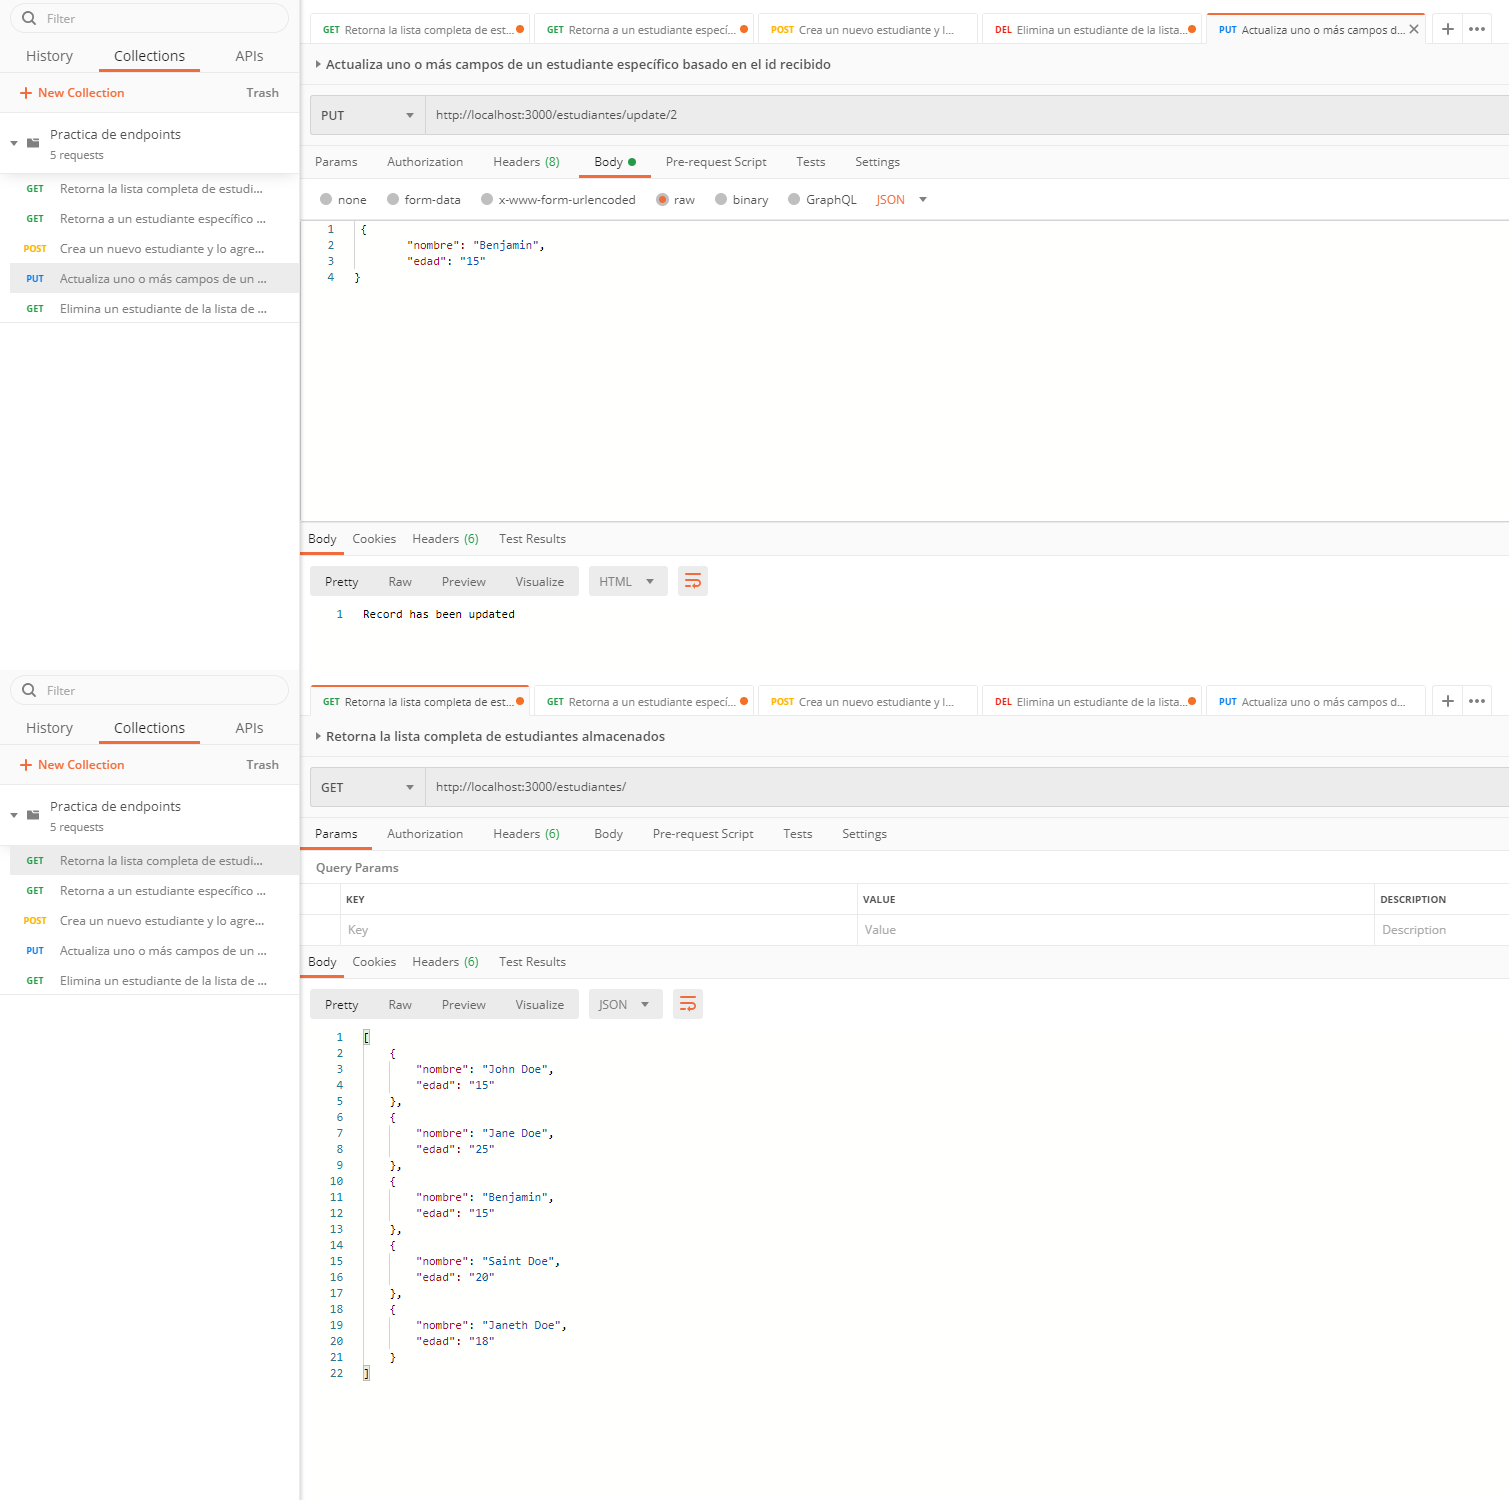 Filter
History Collections APIs
+ New Collection Trash
Practica de endpoints
5 requests
GET Retorna la lista completa de estudi...
GET Retorna a un estudiante específico ...
POST Crea un nuevo estudiante y lo agre...
PUT Actualiza uno o más campos de un ...
GET Elimina un estudiante de la lista de ...
GET Retorna la lista completa de est... GET Retorna a un estudiante especí... POST Crea un nuevo estudiante y l... DEL Elimina un estudiante de la lista... PUT Actualiza uno o más campos d...
Actualiza uno o más campos de un estudiante específico basado en el id recibido
PUT http://localhost:3000/estudiantes/update/2
Params Authorization Headers (8) Body Pre-request Script Tests Settings
none form-data x-www-form-urlencoded raw binary GraphQL JSON
1 {
2 "nombre": "Benjamin",
3 "edad": "15"
4 }
Body Cookies Headers (6) Test Results
Pretty Raw Preview Visualize HTML
1 Record has been updated
Filter
History Collections APIs
+ New Collection Trash
Practica de endpoints
5 requests
GET Retorna la lista completa de estudi...
GET Retorna a un estudiante específico ...
POST Crea un nuevo estudiante y lo agre...
PUT Actualiza uno o más campos de un ...
GET Elimina un estudiante de la lista de ...
GET Retorna la lista completa de est... GET Retorna a un estudiante especí... POST Crea un nuevo estudiante y l... DEL Elimina un estudiante de la lista... PUT Actualiza uno o más campos d...
Retorna la lista completa de estudiantes almacenados
GET http://localhost:3000/estudiantes/
Params Authorization Headers (6) Body Pre-request Script Tests Settings
Query Params
KEY VALUE DESCRIPTION
Key Value Description
Body Cookies Headers (6) Test Results
Pretty Raw Preview Visualize JSON
1 [
2 {
3 "nombre": "John Doe",
4 "edad": "15"
5 },
6 {
7 "nombre": "Jane Doe",
8 "edad": "25"
9 },
10 {
11 "nombre": "Benjamin",
12 "edad": "15"
13 },
14 {
15 "nombre": "Saint Doe",
16 "edad": "20"
17 },
18 {
19 "nombre": "Janeth Doe",
20 "edad": "18"
21 }
22 ]